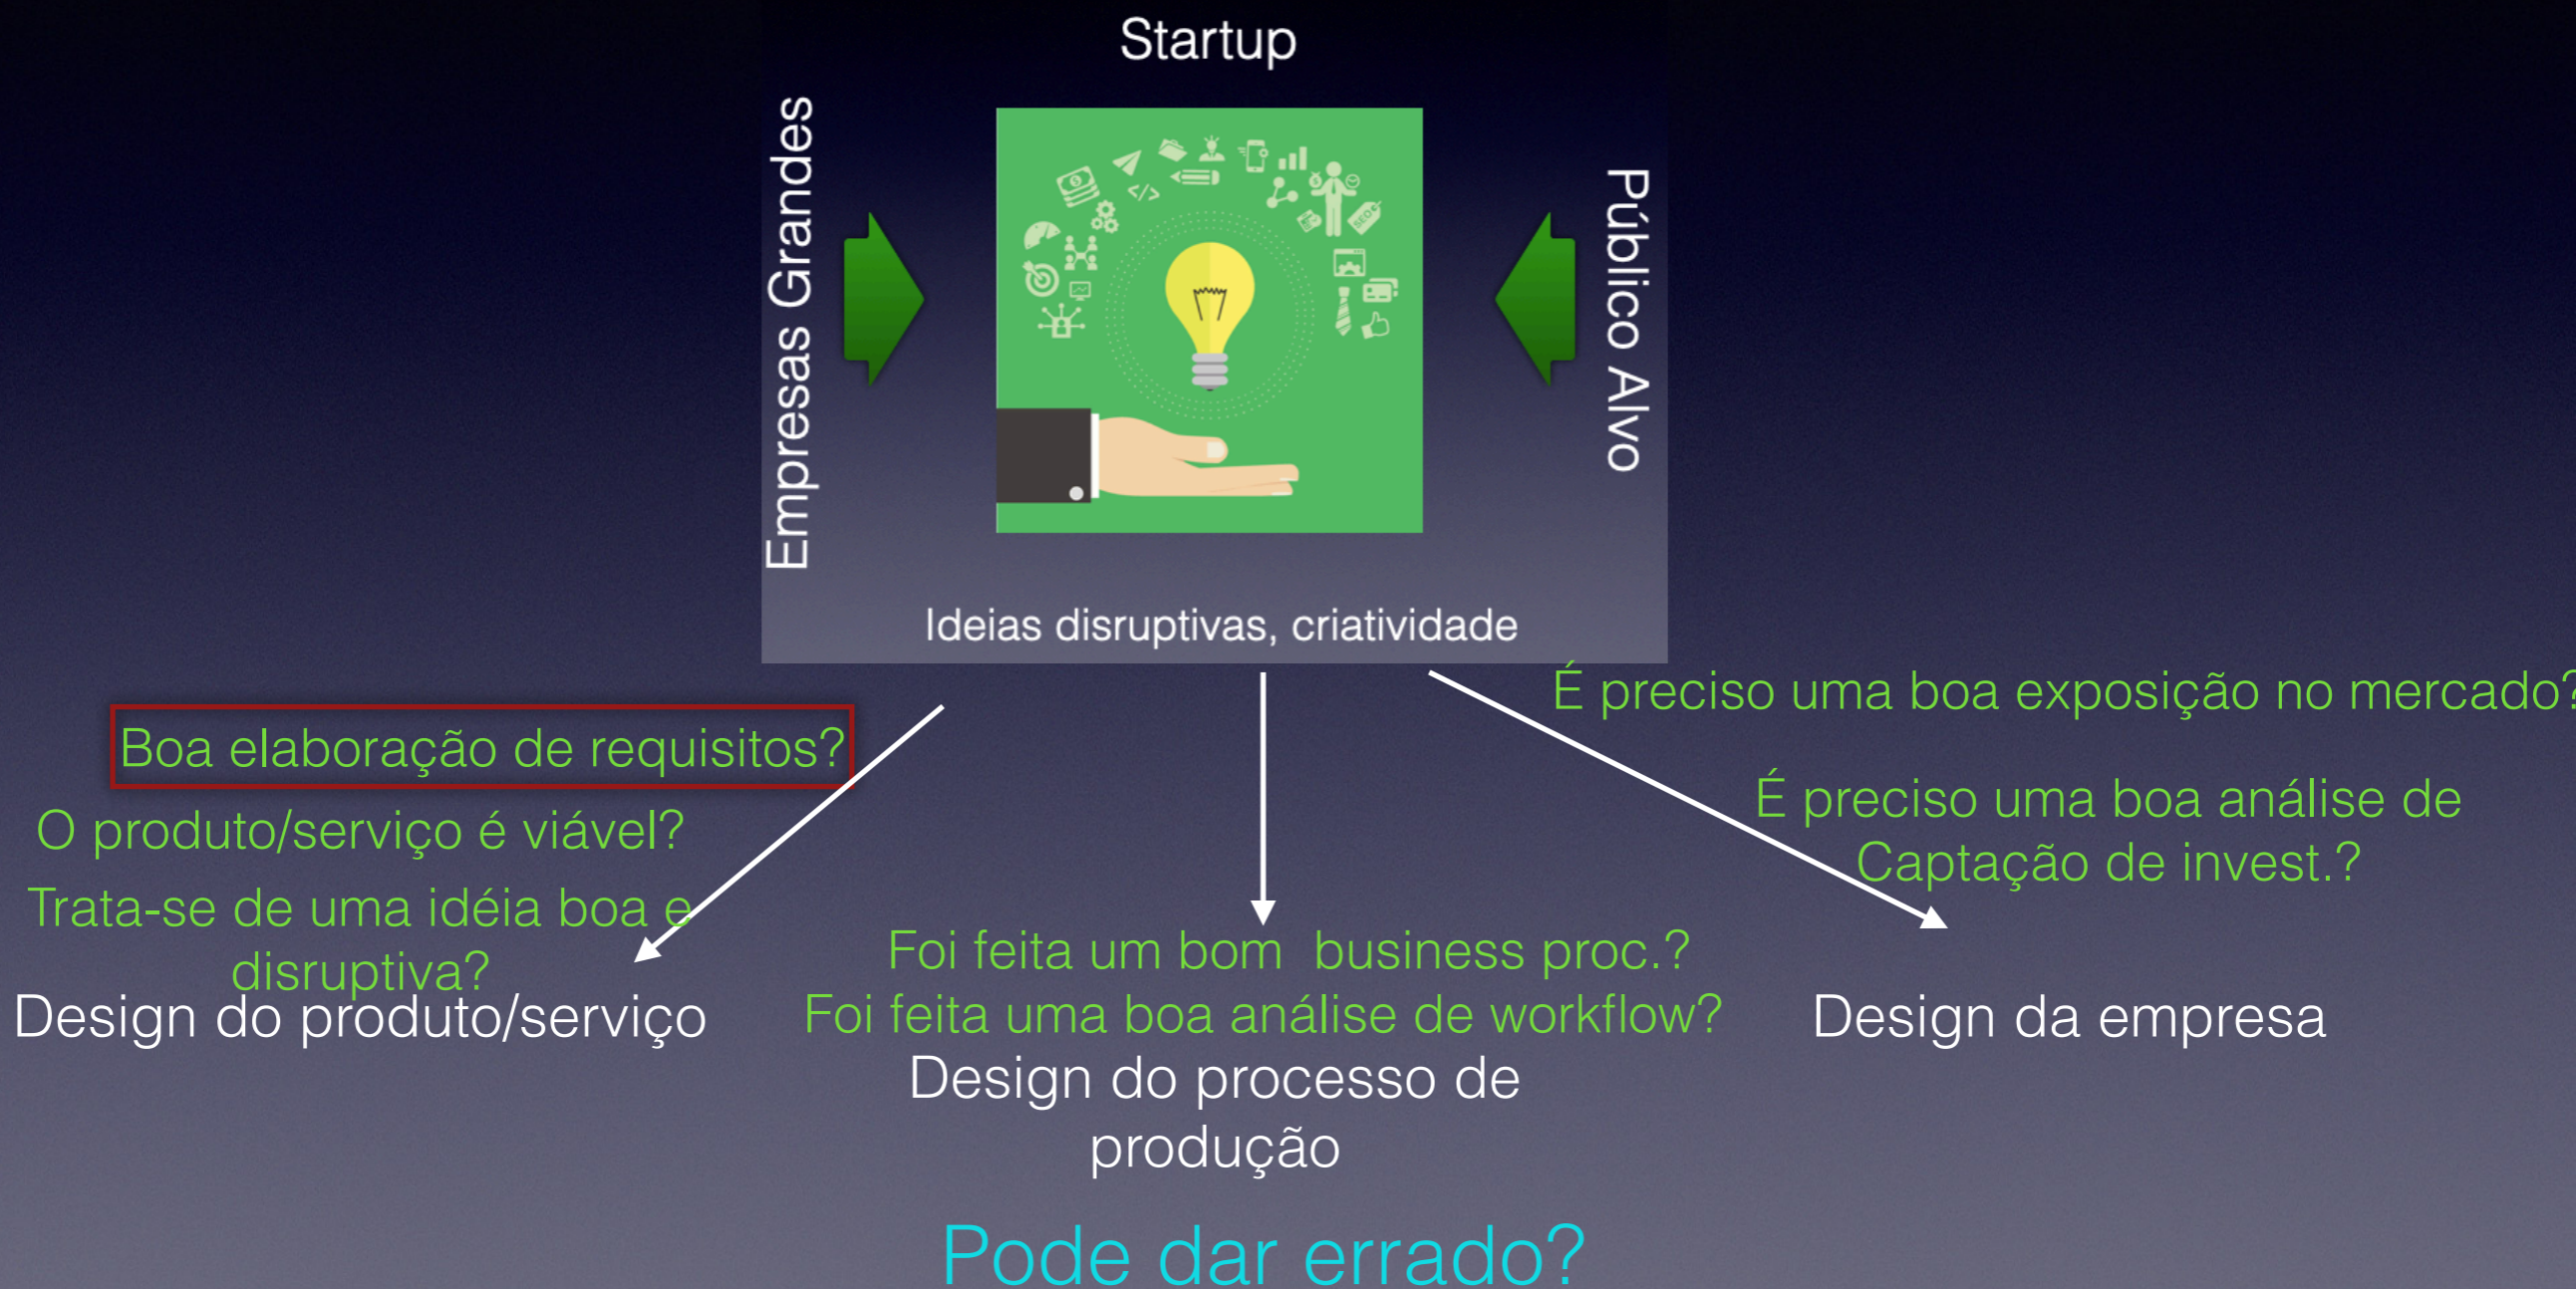 Startup
Empresas Grandes
Público Alvo
</>
SEO
Ideias disruptivas, criatividade
Boa elaboração de requisitos?
O produto/serviço é viável?
Trata-se de uma idéia boa e
disruptiva?
Design do produto/serviço
Foi feita um bom  business proc.?
Foi feita uma boa análise de workflow?
Design do processo de
produção
É preciso uma boa exposição no mercado?
É preciso uma boa análise de
Captação de invest.?
Design da empresa
Pode dar errado?